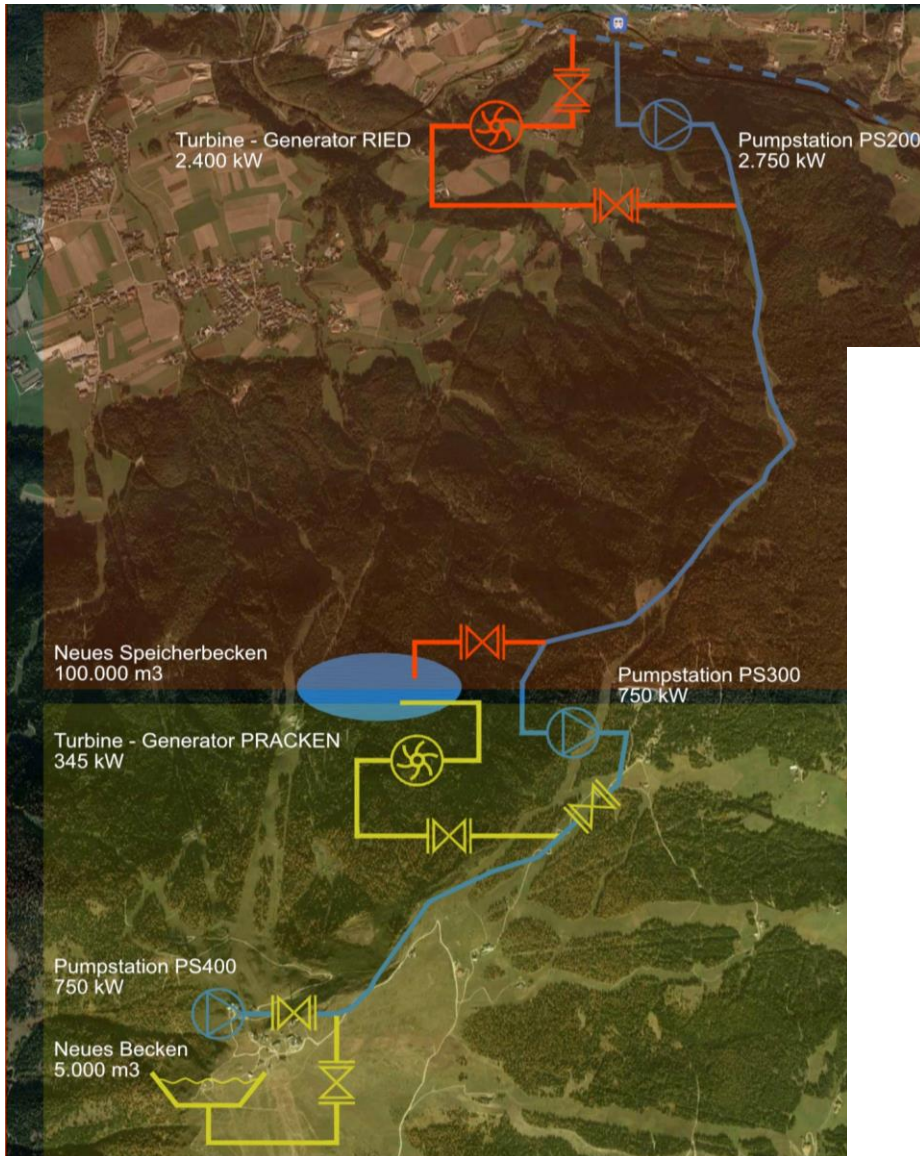 Turbine - Generator RIED
2.400 kW
Pumpstation PS200
2.750 kW
Neues Speicherbecken
100.000 m3
Pumpstation PS300
750 kW
Turbine - Generator PRACKEN
345 kW
Pumpstation PS400
750 kW
Neues Becken
5.000 m3